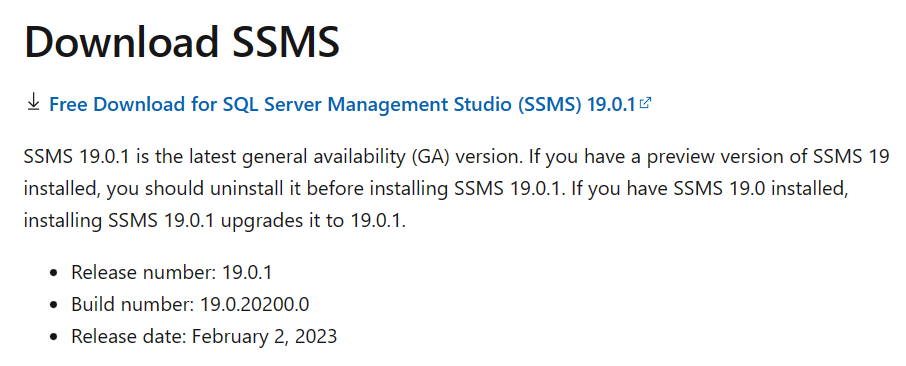 Download SSMS
Free Download for SQL Server Management Studio (SSMS) 19.0.1
SSMS 19.0.1 is the latest general availability (GA) version. If you have a preview version of SSMS 19
installed, you should uninstall it before installing SSMS 19.0.1. If you have SSMS 19.0 installed,
installing SSMS 19.0.1 upgrades it to 19.0.1.
• Release number: 19.0.1
• Build number: 19.0.20200.0
• Release date: February 2, 2023